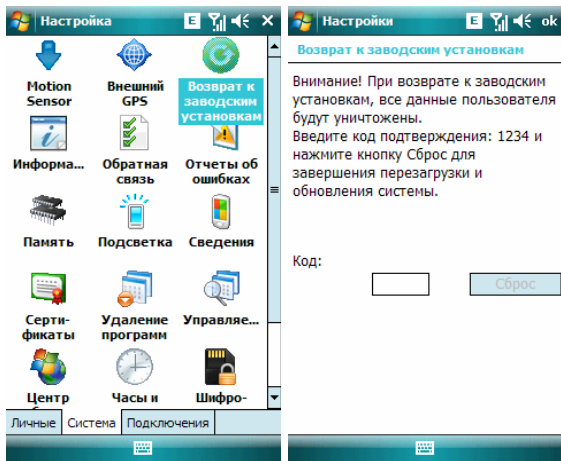 Настройка
E
Motion
Sensor
Внешний
GPS
Возврат к
заводским
установкам
Информа...
Обратная
связь
Отчеты об
ошибках
Память
Подсветка
Сведения
Серти-
фикаты
Удаление
программ
Управляе...
Центр
Часы и
Шифро-
Личные
Система
Подключения
Настройки
E
ok
Возврат к заводским установкам
Внимание! При возврате к заводским
установкам, все данные пользователя
будут уничтожены.
Введите код подтверждения: 1234 и
нажмите кнопку Сброс для
завершения перезагрузки и
обновления системы.
Код:
Сброс